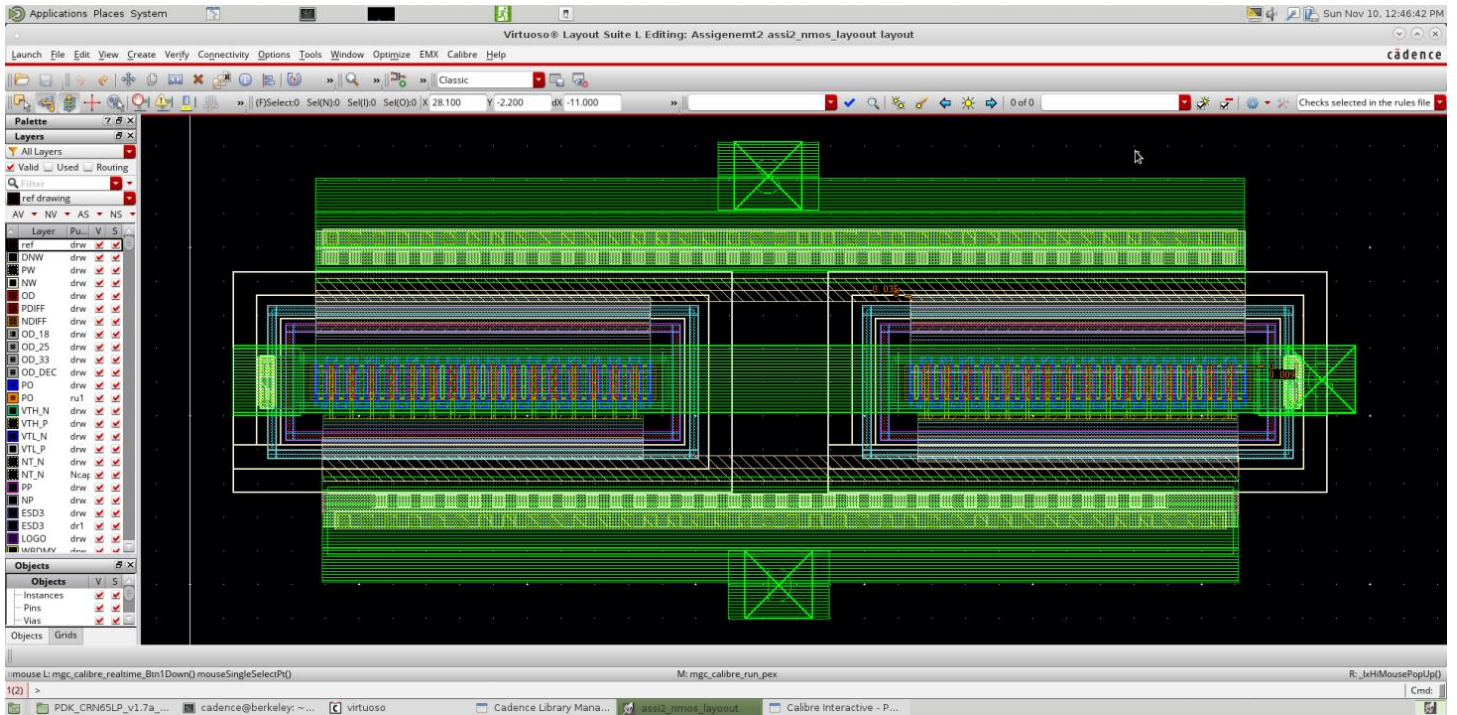 Applications Places System Sun Nov 10, 12:46:42 PM
Virtuoso® Layout Suite L Editing: Assigenemt2 assi2_nmos_layoout layout
Launch File Edit View Create Verify Connectivity Options Tools Window Optimize EMX Calibre Help cādence
» » » Classic
» (F)Select:0 Sel(N):0 Sel(I):0 Sel(O):0 X 28.100 Y -2.200 dX -11.000 » 0 of 0 Checks selected in the rules file
Palette
Layers
All Layers
Valid Used Routing
Filter
ref drawing
AV NV AS NS
Layer Pu... V S
ref drw
DNW drw
PW drw
NW drw
OD drw
PDIFF drw
NDIFF drw
OD_18 drw
OD_25 drw
OD_33 drw
OD_DEC drw
PO drw
PO ru1
VTH_N drw
VTH_P drw
VTL_N drw
VTL_P drw
NT_N drw
NT_N Ncap
PP drw
NP drw
ESD3 drw
ESD3 dr1
LOGO drw
WBDMY drw
Objects
Objects V S
Instances
Pins
Vias
Objects Grids
0.035
0.009
mouse L: mgc_calibre_realtime_Btn1Down() mouseSingleSelectPt() M: mgc_calibre_run_pex R: _lxHiMousePopUp()
1(2) > Cmd:
PDK_CRN65LP_v1.7a_... cadence@berkeley: ~... virtuoso Cadence Library Mana... assi2_nmos_layoout Calibre Interactive - P...